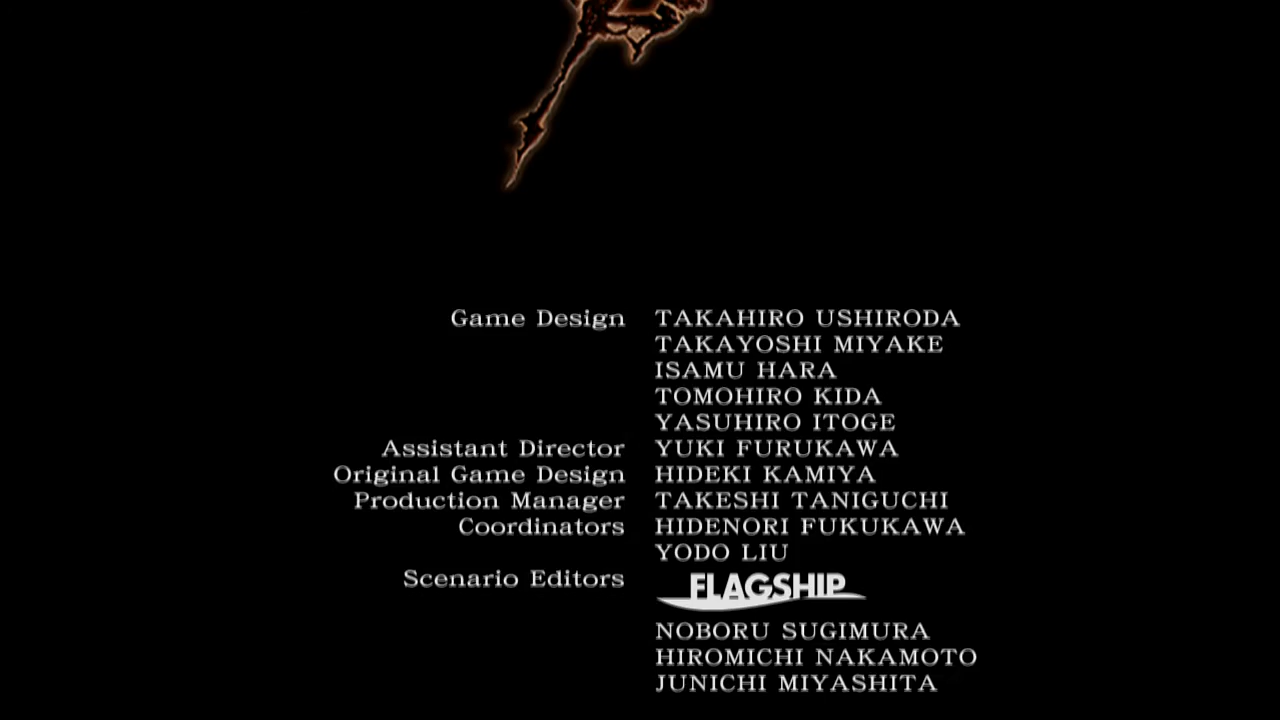 Game Design TAKAHIRO USHIRODA
TAKAYOSHI MIYAKE
ISAMU HARA
TOMOHIRO KIDA
YASUHIRO ITOGE
Assistant Director YUKI FURUKAWA
Original Game Design HIDEKI KAMIYA
Production Manager TAKESHI TANIGUCHI
Coordinators HIDENORI FUKUKAWA
YODO LIU
Scenario Editors FLAGSHIP
NOBORU SUGIMURA
HIROMICHI NAKAMOTO
JUNICHI MIYASHITA